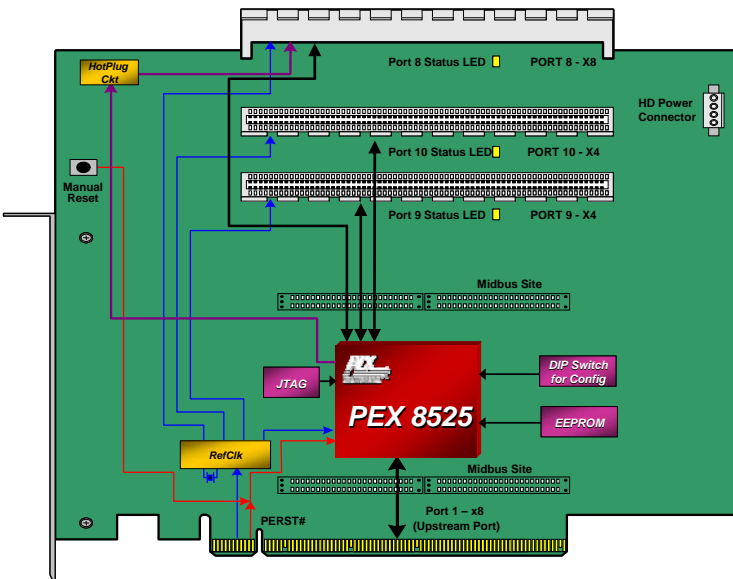 HotPlug
Ckt
Port 8 Status LED
PORT 8 - X8
HD Power
Connector
Port 10 Status LED
PORT 10 - X4
Manual
Reset
Port 9 Status LED
PORT 9 - X4
Midbus Site
PEX
JTAG
DIP Switch
for Config
PEX 8525
EEPROM
RefClk
Midbus Site
Port 1 – x8
(Upstream Port)
PERST#